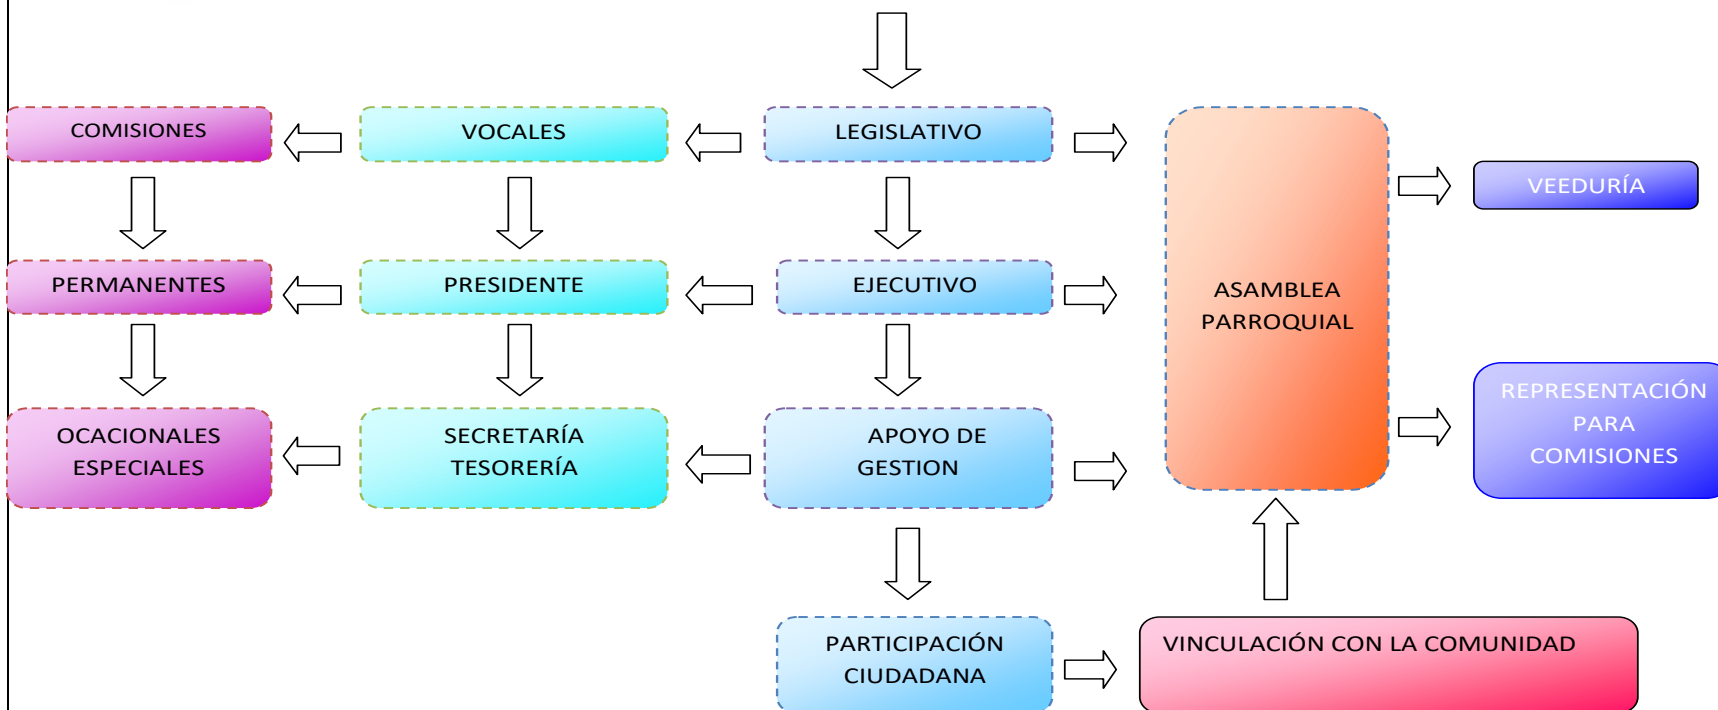 COMISIONES
VOCALES
LEGISLATIVO
VEEDURÍA
PERMANENTES
PRESIDENTE
EJECUTIVO
ASAMBLEA
PARROQUIAL
REPRESENTACIÓN
PARA
COMISIONES
OCACIONALES
ESPECIALES
SECRETARÍA
TESORERÍA
APOYO DE
GESTION
PARTICIPACIÓN
CIUDADANA
VINCULACIÓN CON LA COMUNIDAD